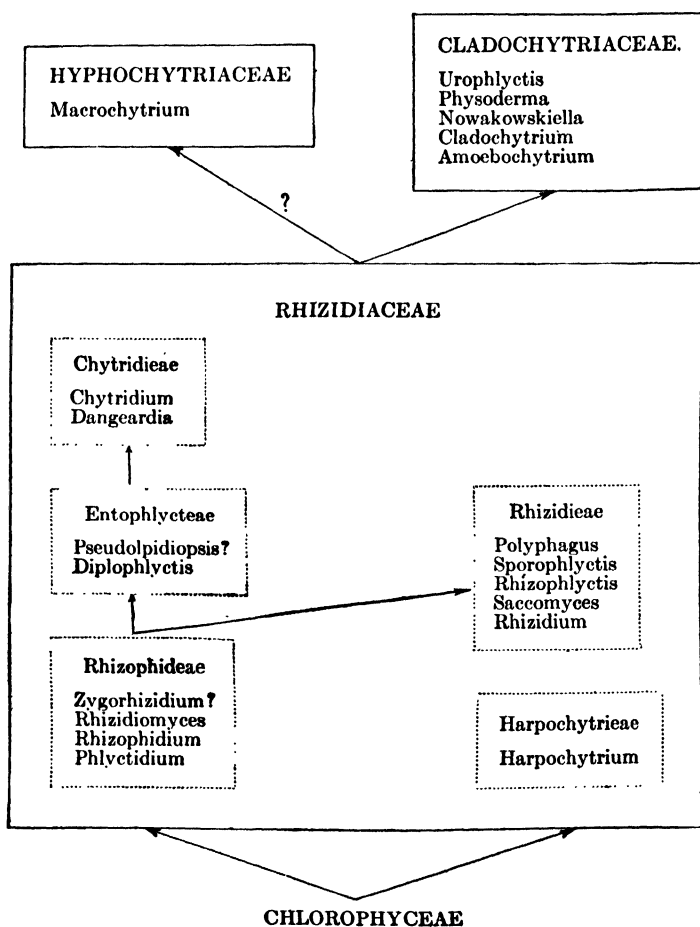 HYPHOCHYTRIACEAE
Macrochytrium
CLADOCHYTRIACEAE.
Urophlyctis
Physoderma
Nowakowskiella
Cladochytrium
Amoebochytrium
?
RHIZIDIACEAE
Chytridieae
Chytridium
Dangeardia
Entophlycteae
Pseudolpidiopsis?
Diplophlyctis
Rhizidieae
Polyphagus
Sporophlyctis
Rhizophlyctis
Saccomyces
Rhizidium
Rhizophideae
Zygorhizidium?
Rhizidiomyces
Rhizophidium
Phlyctidium
Harpochytrieae
Harpochytrium
CHLOROPHYCEAE